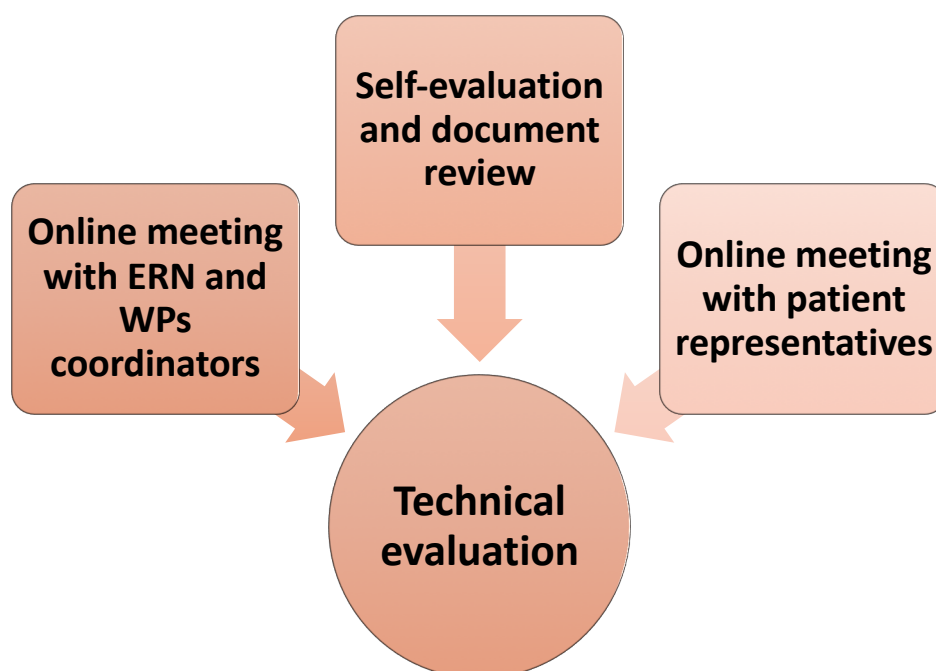 Self-evaluation
and document
review
Online meeting
with ERN and
WPs
coordinators
Online meeting
with patient
representatives
Technical
evaluation